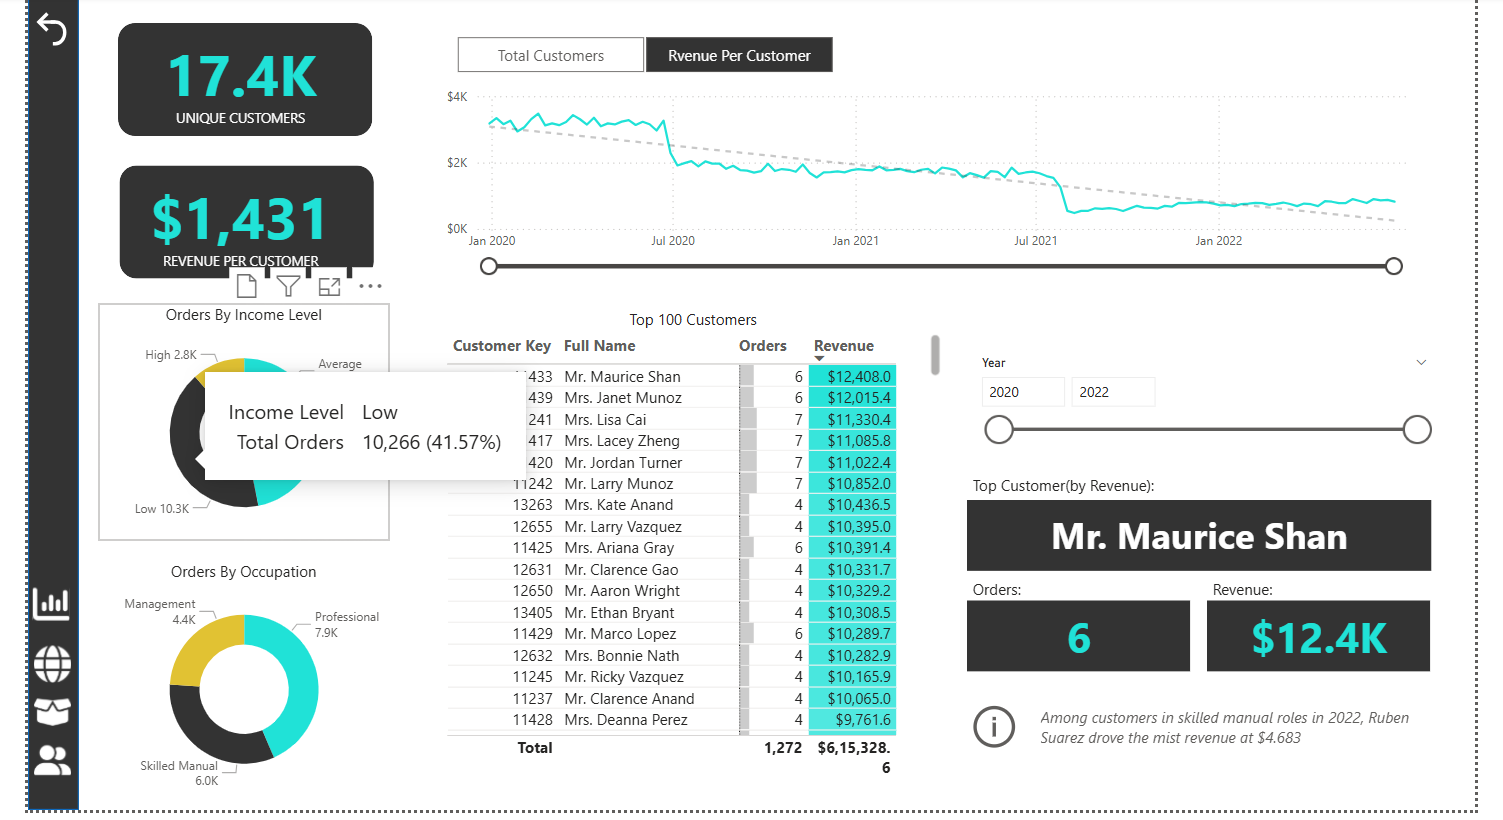 17.4K
UNIQUE CUSTOMERS
$1,431
REVENUE PER CUSTOMER
Total Customers
Rvenue Per Customer
$4K
$2K
$0K
Jan 2020
Jul 2020
Jan 2021
Jul 2021
Jan 2022
Orders By Income Level
High 2.8K
Average
Low 10.3K
Income Level Low
Total Orders 10,266 (41.57%)
Orders By Occupation
Management
4.4K
Professional
7.9K
Skilled Manual
6.0K
Top 100 Customers
Customer Key Full Name Orders Revenue
433 Mr. Maurice Shan 6 $12,408.0
439 Mrs. Janet Munoz 6 $12,015.4
241 Mrs. Lisa Cai 7 $11,330.4
417 Mrs. Lacey Zheng 7 $11,085.8
420 Mr. Jordan Turner 7 $11,022.4
11242 Mr. Larry Munoz 7 $10,852.0
13263 Mrs. Kate Anand 4 $10,436.5
12655 Mr. Larry Vazquez 4 $10,395.0
11425 Mrs. Ariana Gray 6 $10,391.4
12631 Mr. Clarence Gao 4 $10,331.7
12650 Mr. Aaron Wright 4 $10,329.2
13405 Mr. Ethan Bryant 4 $10,308.5
11429 Mr. Marco Lopez 6 $10,289.7
12632 Mrs. Bonnie Nath 4 $10,282.9
11245 Mr. Ricky Vazquez 4 $10,165.9
11237 Mr. Clarence Anand 4 $10,065.0
11428 Mrs. Deanna Perez 4 $9,761.6
Total 1,272 $6,15,328.
6
Year
2020 2022
Top Customer(by Revenue):
Mr. Maurice Shan
Orders:
6
Revenue:
$12.4K
Among customers in skilled manual roles in 2022, Ruben
Suarez drove the mist revenue at $4.683